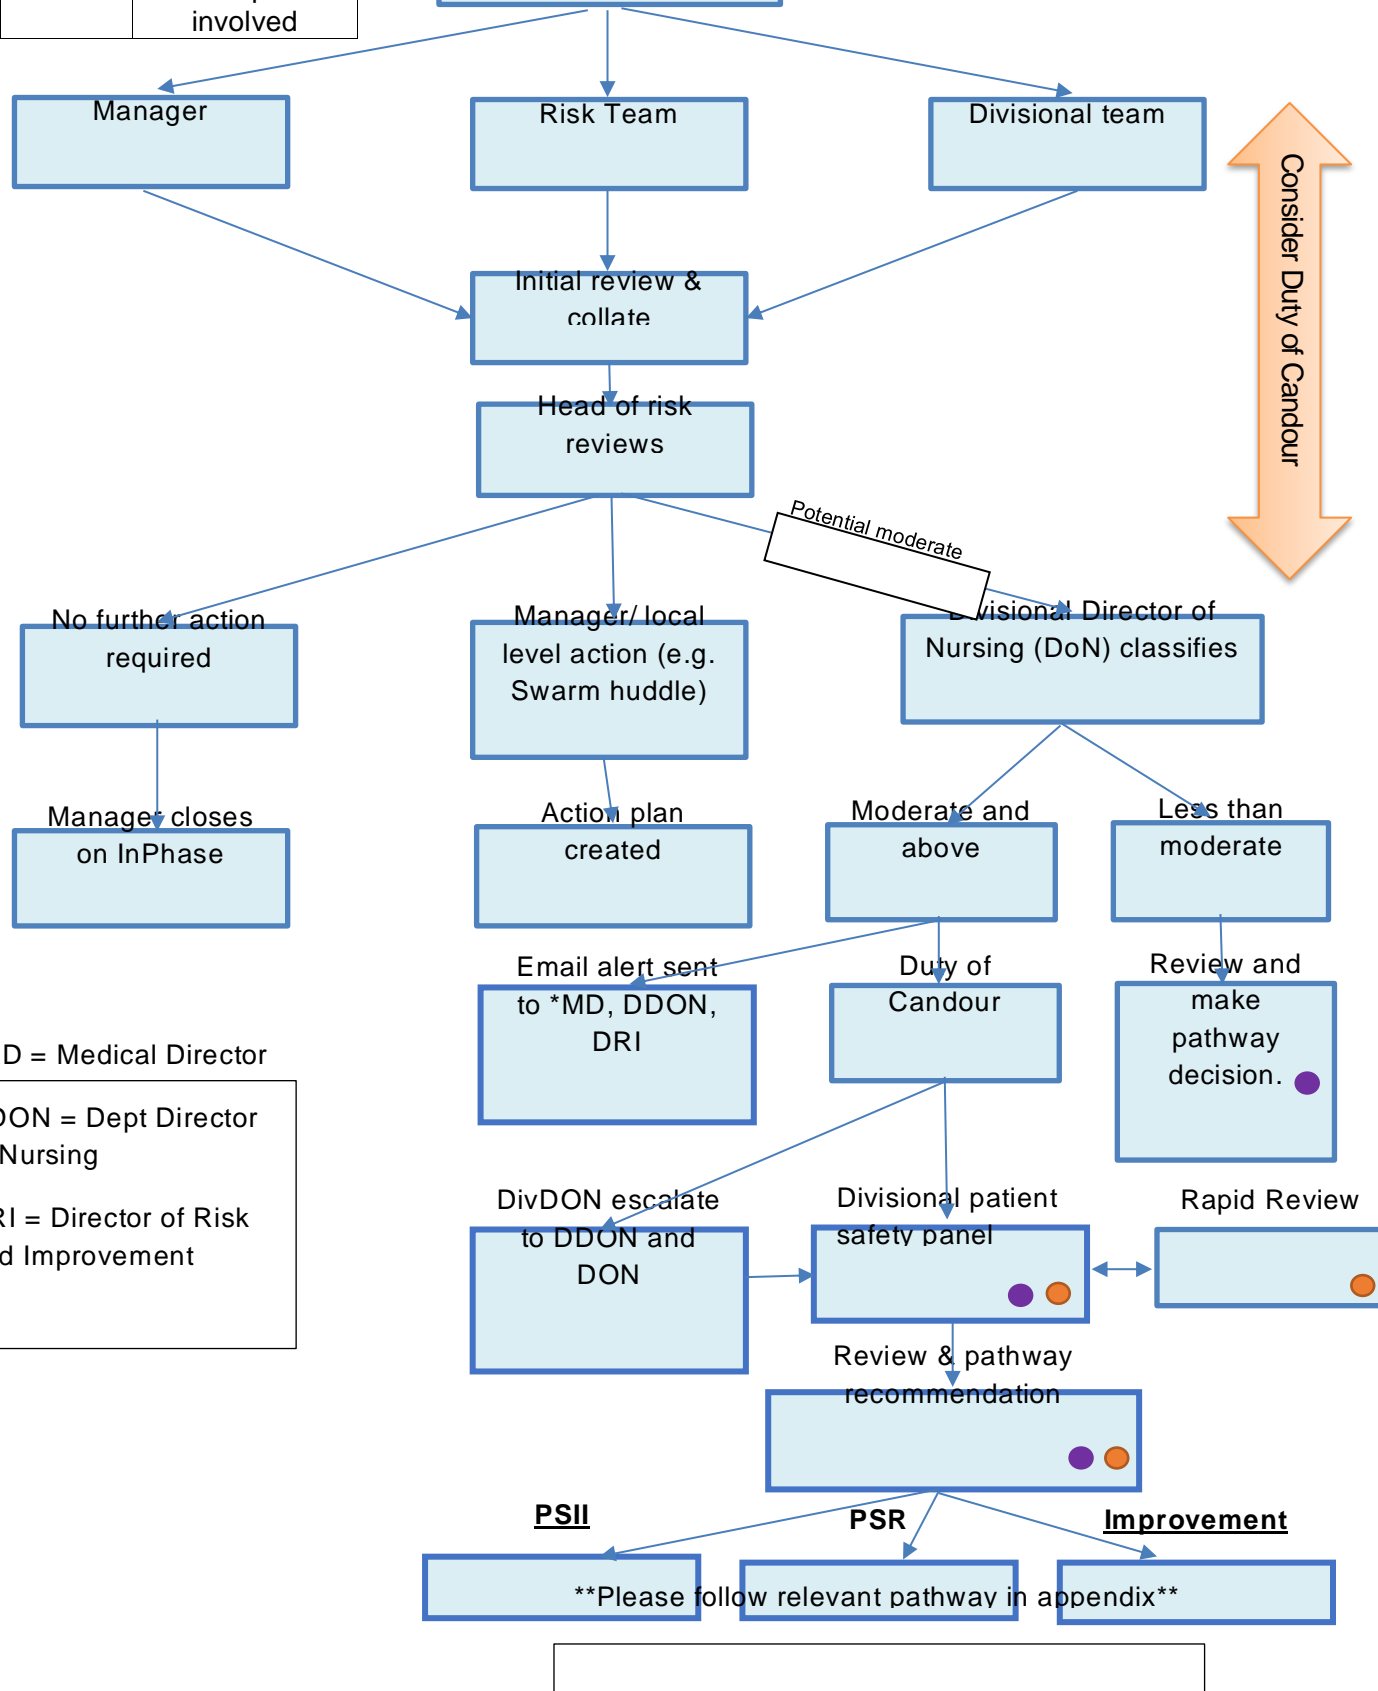 involved
Manager
Risk Team
Divisional team
Consider Duty of Candour
Initial review &
collate
Head of risk
reviews
Potential moderate
No further action
required
Manager/ local
level action (e.g.
Swarm huddle)
Divisional Director of
Nursing (DoN) classifies
Manager closes
on InPhase
Action plan
created
Moderate and
above
Less than
moderate
Email alert sent
to *MD, DDON,
DRI
Duty of
Candour
Review and
make
pathway
decision.
D = Medical Director
DON = Dept Director
Nursing
RI = Director of Risk
d Improvement
DivDON escalate
to DDON and
DON
Divisional patient
safety panel
Rapid Review
Review & pathway
recommendation
PSII
PSR
Improvement
**Please follow relevant pathway in appendix**